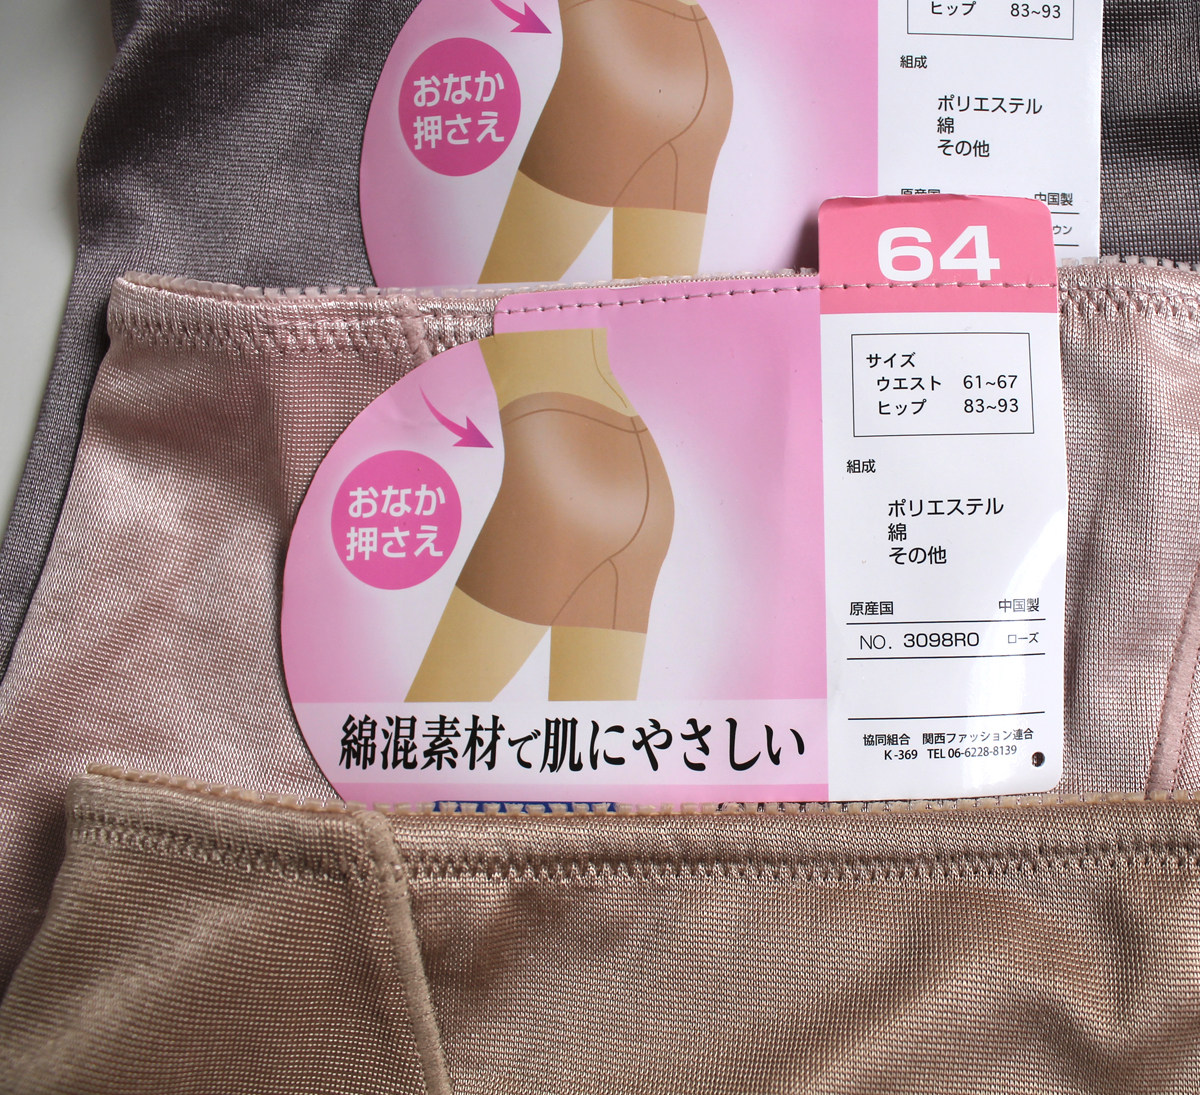 ヒップ 83~93
組成
おなか
押さえ
ポリエステル
綿
その他
原産国 中国製
ウン
64
サイズ
ウエスト 61~67
ヒップ 83~93
組成
おなか
押さえ
ポリエステル
綿
その他
原産国 中国製
NO. 3098RO ローズ
綿混素材で肌にやさしい
協同組合 関西ファッション連合
K-369 TEL 06-6228-8139